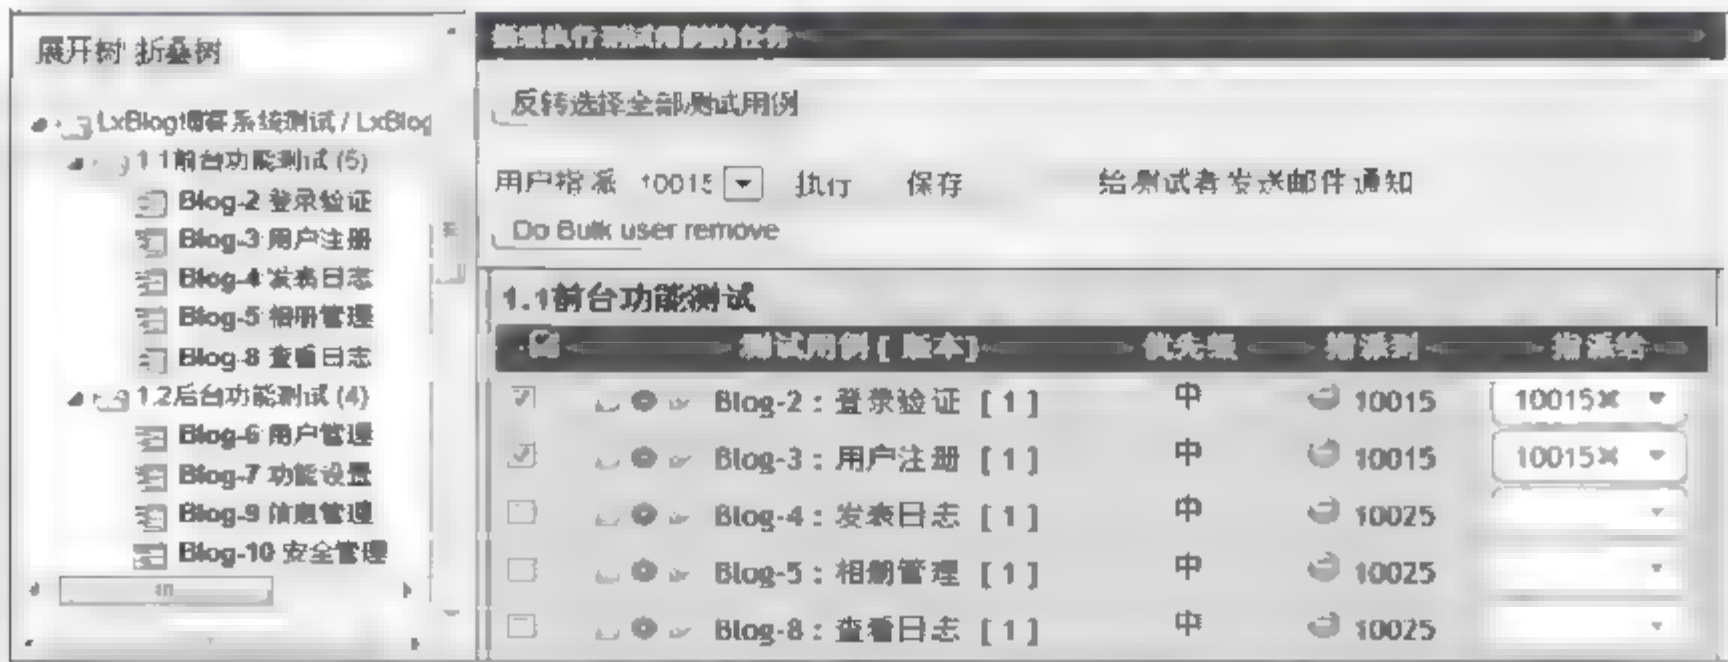 展开树 折叠树
LxBlog博客系统测试 / LxBlog
1.1前台功能测试 (5)
Blog-2 登录验证
Blog-3 用户注册
Blog-4 发表日志
Blog-5 相册管理
Blog-8 查看日志
1.2后台功能测试 (4)
Blog-6 用户管理
Blog-7 功能设置
Blog-9 信息管理
Blog-10 安全管理
指派执行测试用例的任务
反转选择全部测试用例
用户指派 10015 执行 保存 给测试者发送邮件通知
Do Bulk user remove
1.1前台功能测试
测试用例 [ 版本] 优先级 指派到 指派给
Blog-2 : 登录验证 [ 1 ] 中 10015 10015×
Blog-3 : 用户注册 [ 1 ] 中 10015 10015×
Blog-4 : 发表日志 [ 1 ] 中 10025
Blog-5 : 相册管理 [ 1 ] 中 10025
Blog-8 : 查看日志 [ 1 ] 中 10025